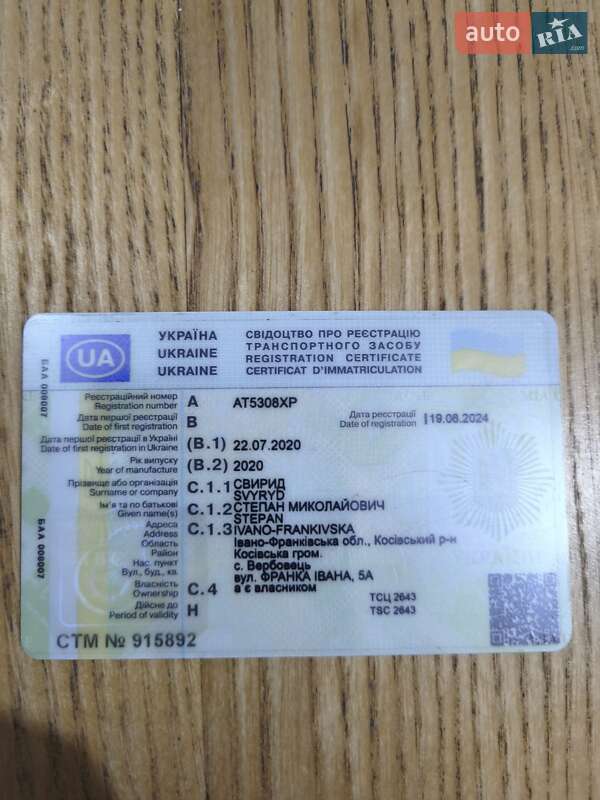 auto RIA .com
УКРАЇНА СВІДОЦТВО ПРО РЕЄСТРАЦІЮ
ТРАНСПОРТНОГО ЗАСОБУ
UA UKRAINE REGISTRATION CERTIFICATE
UKRAINE CERTIFICAT D'IMMATRICULATION
БАА 000007
Реєстраційний номер
Registration number A AT5308XP
Дата реєстрації
Date of registration 19.06.2024
Дата першої реєстрації
Date of first registration B
Дата першої реєстрації в Україні
Date of first registration in Ukraine (B.1) 22.07.2020
Рік випуску
Year of manufacture (B.2) 2020
Прізвище або організація
Surname or company C.1.1 СВИРИД
SVYRYD
Ім'я та по батькові
Given name(s) C.1.2 СТЕПАН МИКОЛАЙОВИЧ
STEPAN
Адреса
Address C.1.3 IVANO-FRANKIVSKA
Область Івано-Франківська обл., Косівський р-н
Район Косівська гром.
Нас. пункт с. Вербовець
Вул., буд., кв. вул. ФРАНКА ІВАНА, 5А
Власність
Ownership C.4 а є власником
ТСЦ 2643
Дійсне до
Period of validity H TSC 2643
БАА 000007
СТМ № 915892